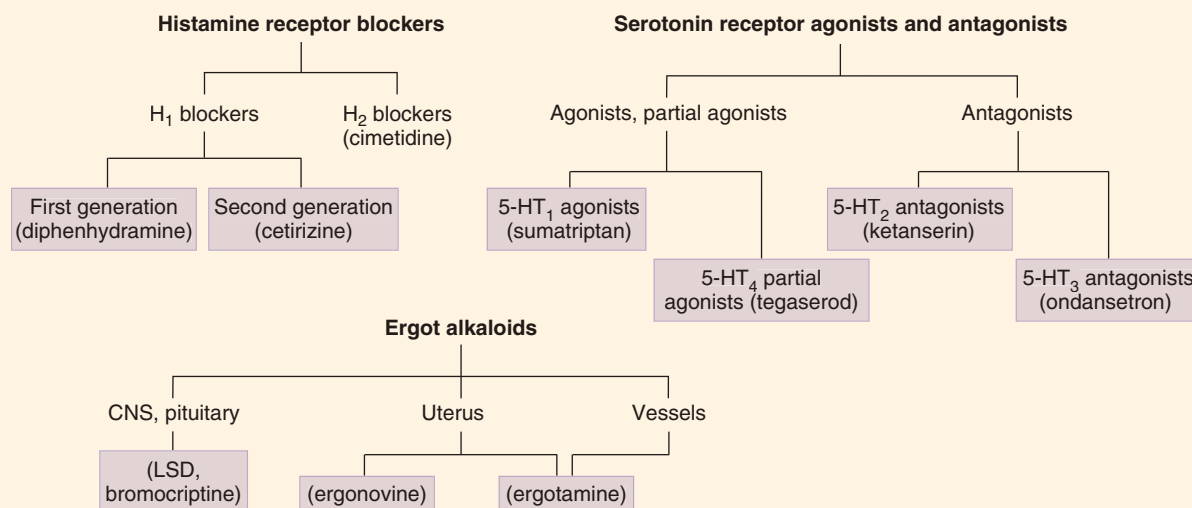 Histamine receptor blockers
H₁ blockers
H₂ blockers
(cimetidine)
First generation
(diphenhydramine)
Second generation
(cetirizine)
Serotonin receptor agonists and antagonists
Agonists, partial agonists
Antagonists
5-HT₁ agonists
(sumatriptan)
5-HT₄ partial
agonists (tegaserod)
5-HT₂ antagonists
(ketanserin)
5-HT₃ antagonists
(ondansetron)
Ergot alkaloids
CNS, pituitary
Uterus
Vessels
(LSD,
bromocriptine)
(ergonovine)
(ergotamine)